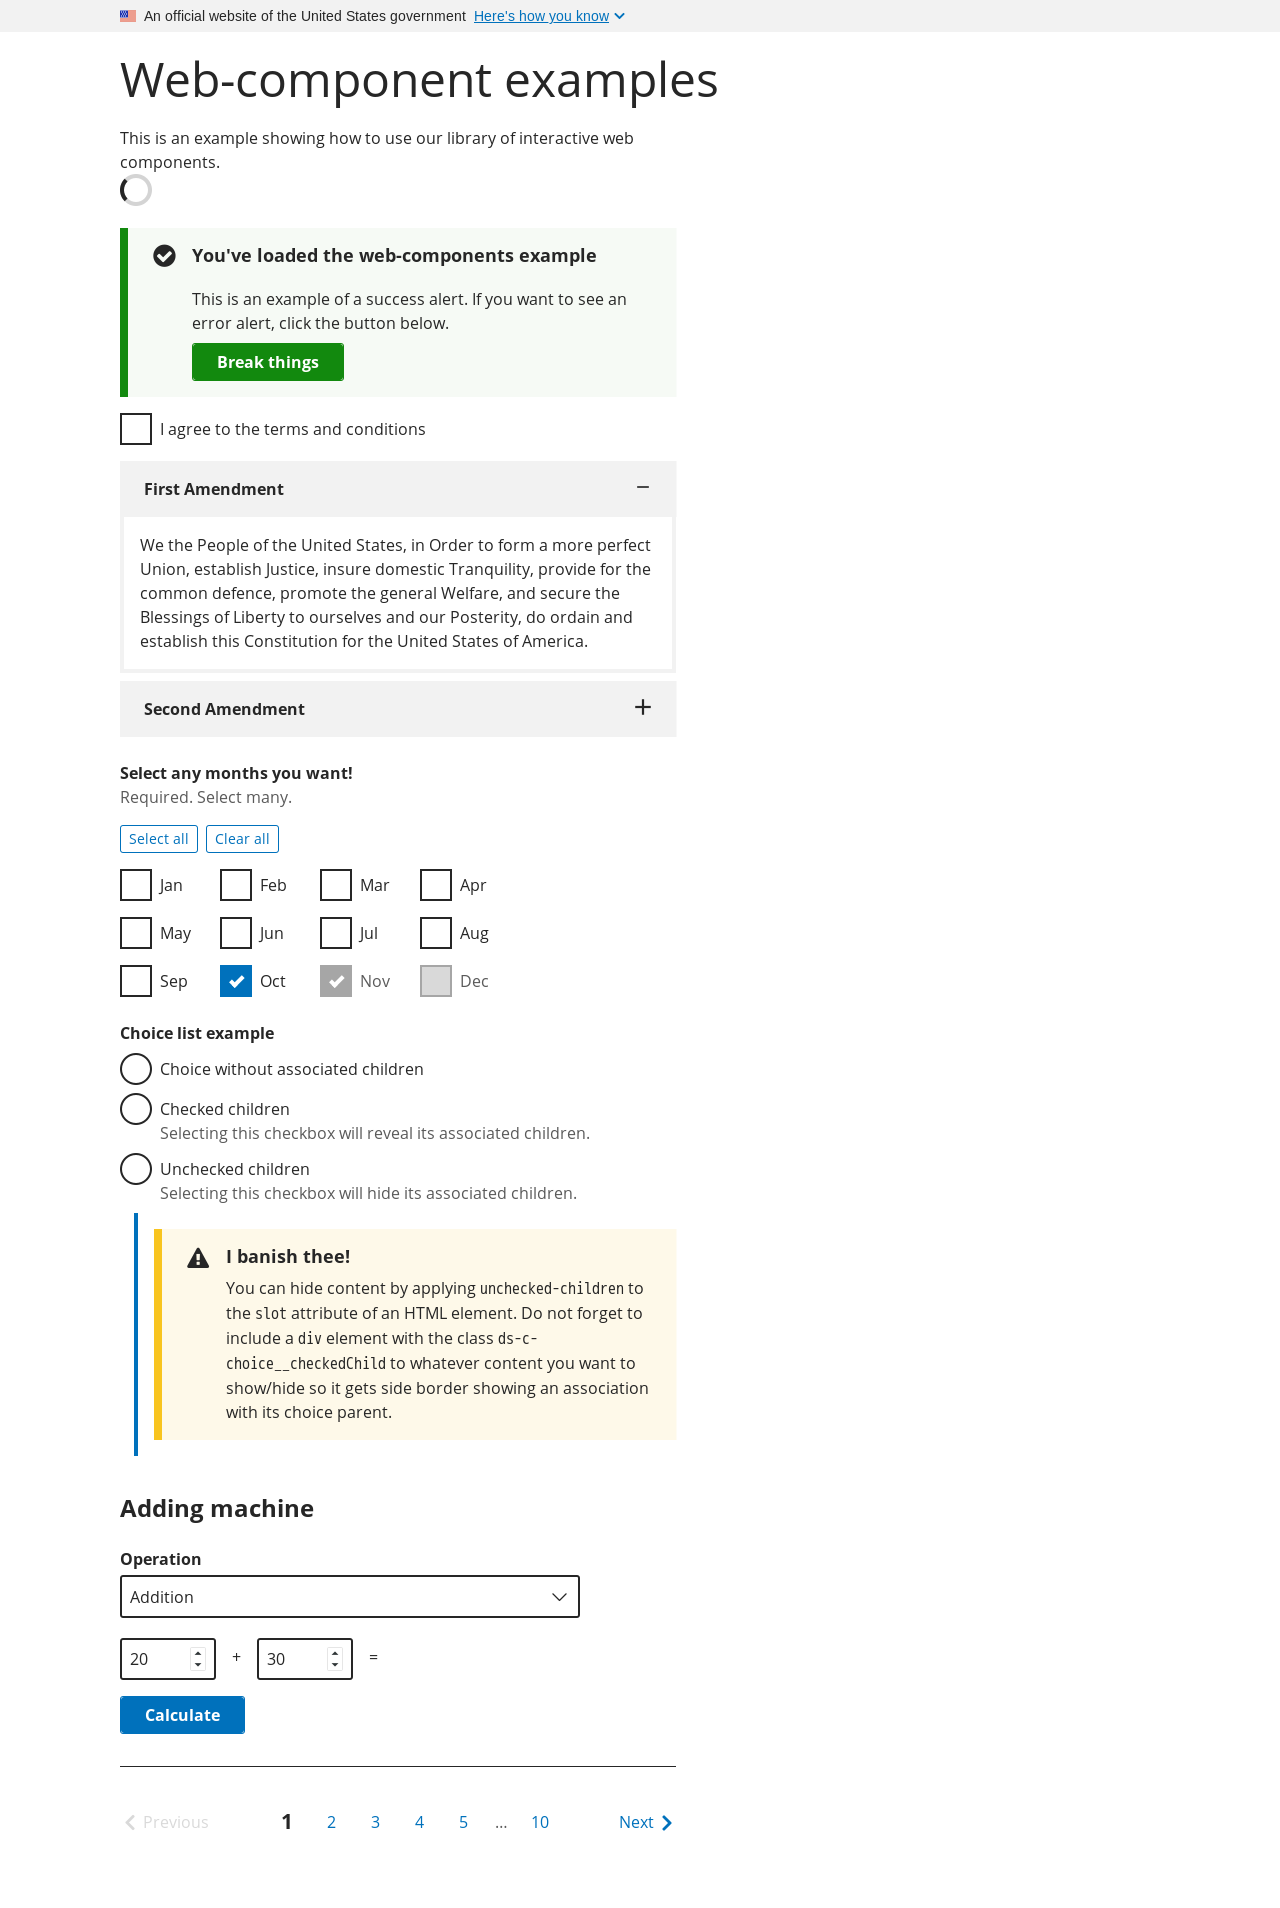 An official website of the United States government Here's how you know
Web-component examples
This is an example showing how to use our library of interactive web
components.
You've loaded the web-components example
This is an example of a success alert. If you want to see an
error alert, click the button below.
Break things
I agree to the terms and conditions
First Amendment
We the People of the United States, in Order to form a more perfect
Union, establish Justice, insure domestic Tranquility, provide for the
common defence, promote the general Welfare, and secure the
Blessings of Liberty to ourselves and our Posterity, do ordain and
establish this Constitution for the United States of America.
Second Amendment
Select any months you want!
Required. Select many.
Select all Clear all
Jan Feb Mar Apr
May Jun Jul Aug
Sep Oct Nov Dec
Choice list example
Choice without associated children
Checked children
Selecting this checkbox will reveal its associated children.
Unchecked children
Selecting this checkbox will hide its associated children.
I banish thee!
You can hide content by applying unchecked-children to
the slot attribute of an HTML element. Do not forget to
include a div element with the class ds-c-
choice__checkedChild to whatever content you want to
show/hide so it gets side border showing an association
with its choice parent.
Adding machine
Operation
Addition
20 + 30 =
Calculate
Previous 1 2 3 4 5 … 10 Next